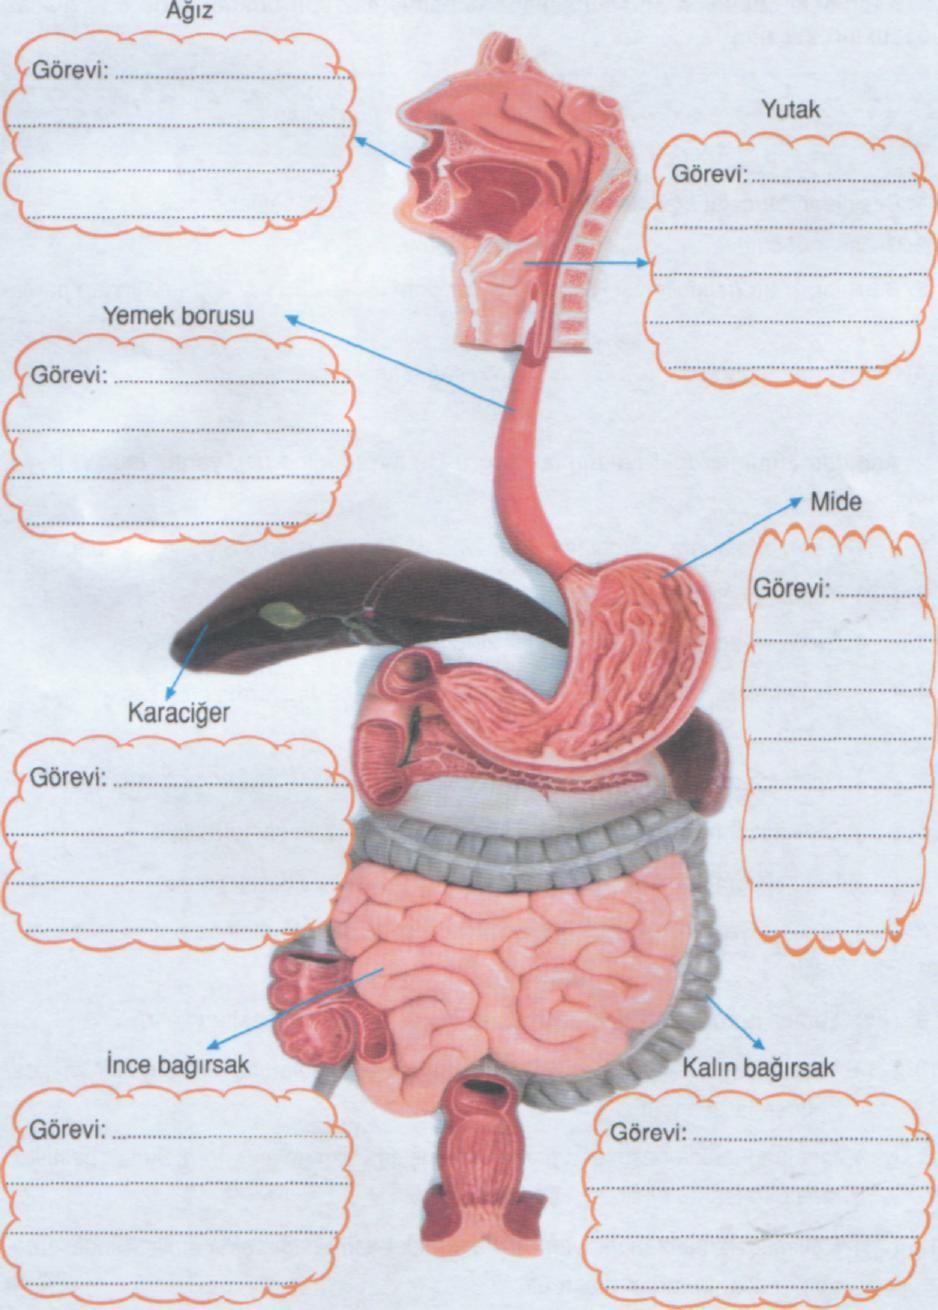 Ağız
Görevi:
Yutak
Görevi:
Yemek borusu
Görevi:
Mide
Görevi:
Karaciğer
Görevi:
İnce bağırsak
Görevi:
Kalın bağırsak
Görevi: